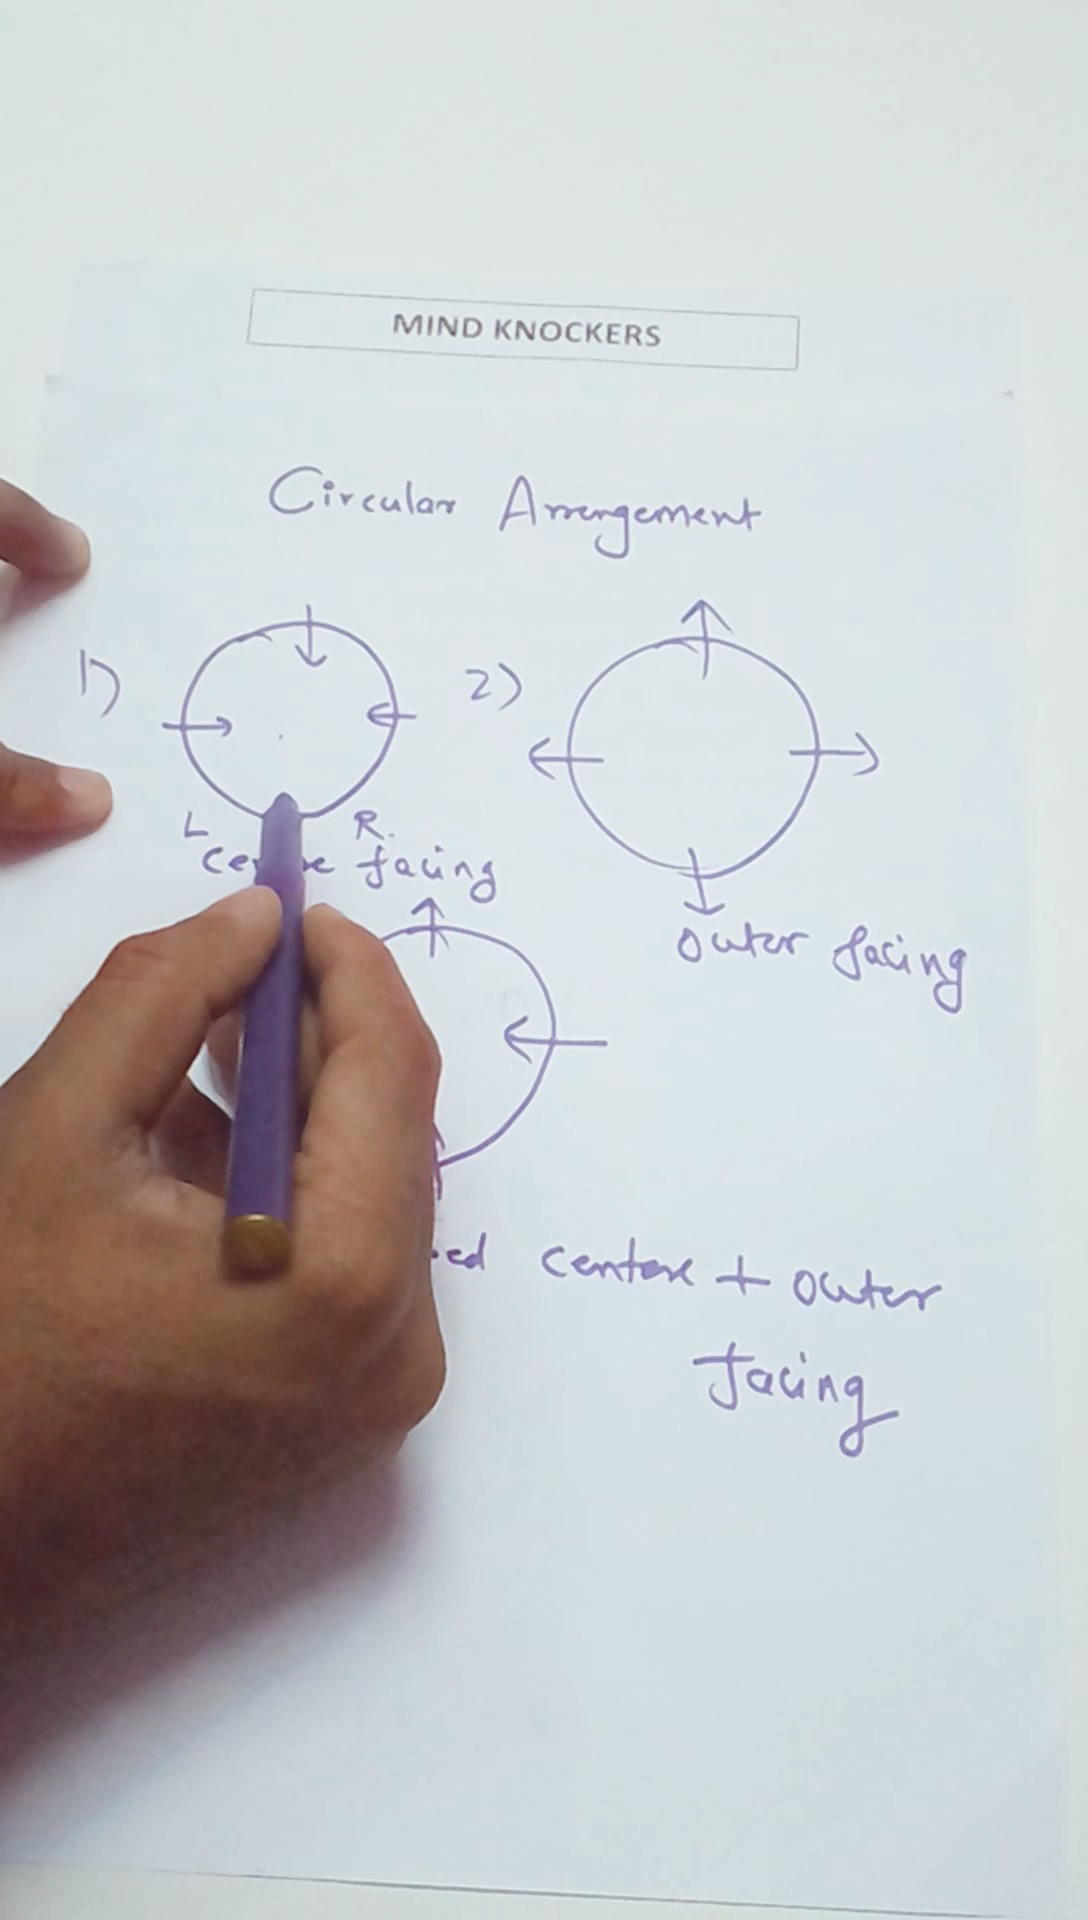 MIND KNOCKERS
Circular Arrangement
1)
2)
L R.
facing
outer facing
centre + outer
facing